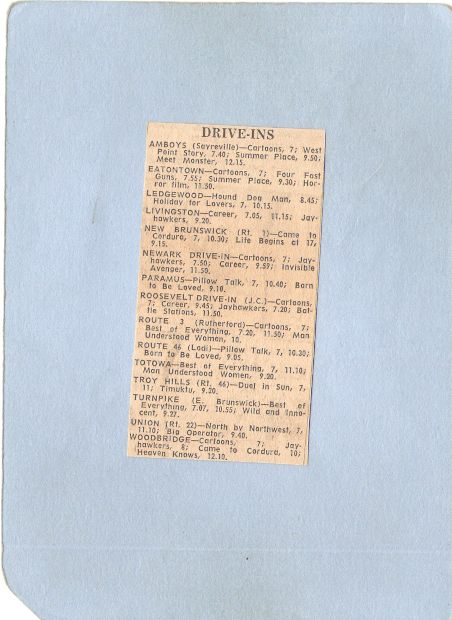 DRIVE-INS
AMBOYS (Sayreville)—Cartoons, 7; West
Point Story, 7.40; Summer Place, 9.50;
Meet Monster, 12.15.
EATONTOWN—Cartoons, 7; Four Fast
Guns, 7.55; Summer Place, 9.30; Hor-
ror film, 11.50.
LEDGEWOOD—Hound Dog Man, 8.45;
Holiday for Lovers, 7, 10.15.
LIVINGSTON—Career, 7.05, 11.15; Jay-
hawkers, 9.20.
NEW BRUNSWICK (Rt. 1)—Came to
Cordura, 7, 10.30; Life Begins at 17,
9.15.
NEWARK DRIVE-IN—Cartoons, 7; Jay-
hawkers, 7.50; Career, 9.59; Invisible
Avenger, 11.50.
PARAMUS—Pillow Talk, 7, 10.40; Born
to Be Loved, 9.10.
ROOSEVELT DRIVE-IN (J.C.)—Cartoons,
7; Career, 9.45; Jayhawkers, 7.20; Bat-
tle Stations, 11.50.
ROUTE 3 (Rutherford)—Cartoons, 7;
Best of Everything, 7.20, 11.50; Man
Understood Woman, 10.
ROUTE 46 (Lodi)—Pillow Talk, 7, 10.30;
Born to Be Loved, 9.05.
TOTOWA—Best of Everything, 7, 11.10;
Man Understood Women, 9.20.
TROY HILLS (Rt. 46)—Duel in Sun, 7,
11; Timuktu, 9.20.
TURNPIKE (E. Brunswick)—Best of
Everything, 7.07, 10.55; Wild and Inno-
cent, 9.27.
UNION (Rt. 22)—North by Northwest, 7,
11.10; Big Operator, 9.40.
WOODBRIDGE—Cartoons, 7; Jay-
hawkers, 8; Came to Cordura, 10;
Heaven Knows, 12.10.